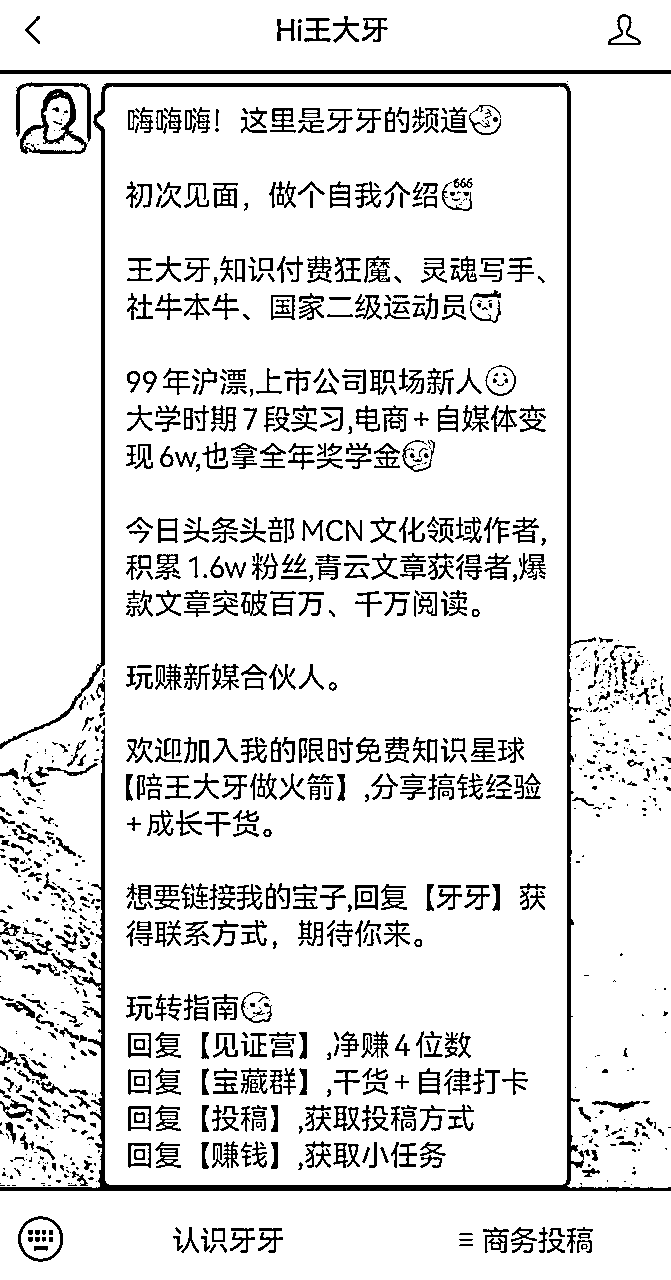 Hi王大牙
嗨嗨嗨！这里是牙牙的频道
初次见面，做个自我介绍
王大牙,知识付费狂魔、灵魂写手、
社牛本牛、国家二级运动员
99年沪漂,上市公司职场新人
大学时期7段实习,电商+自媒体变
现6w,也拿全年奖学金
今日头条头部MCN文化领域作者,
积累1.6w粉丝,青云文章获得者,爆
款文章突破百万、千万阅读。
玩赚新媒合伙人。
欢迎加入我的限时免费知识星球
【陪王大牙做火箭】,分享搞钱经验
+成长干货。
想要链接我的宝子,回复【牙牙】获
得联系方式，期待你来。
玩转指南
回复【见证营】,净赚4位数
回复【宝藏群】,干货+自律打卡
回复【投稿】,获取投稿方式
回复【赚钱】,获取小任务
认识牙牙
商务投稿